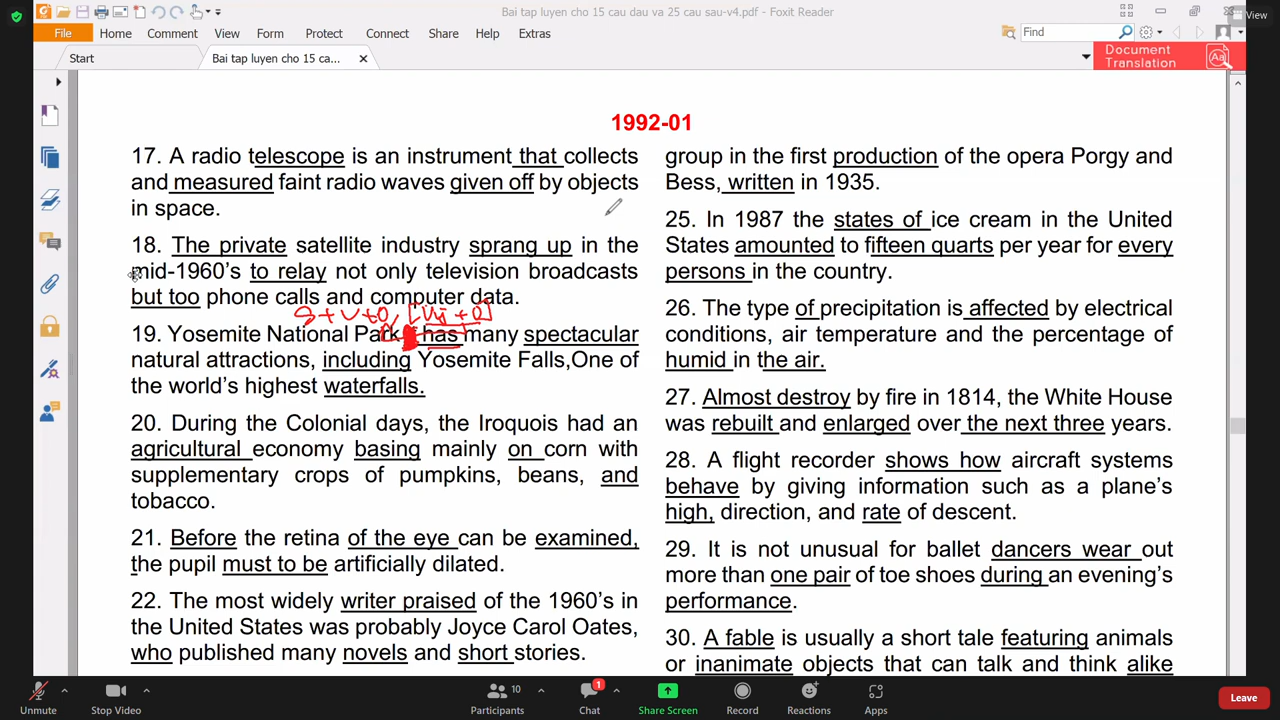 Bai tap luyen cho 15 cau dau va 25 cau sau-v4.pdf - Foxit Reader
View
File Home Comment View Form Protect Connect Share Help Extras
Find
Start
Bai tap luyen cho 15 ca...
Document
Translation
1992-01
17. A radio telescope is an instrument that collects
and measured faint radio waves given off by objects
in space.
18. The private satellite industry sprang up in the
mid-1960's to relay not only television broadcasts
but too phone calls and computer data.
S + V + O, [Ving + O]
19. Yosemite National Park has many spectacular
natural attractions, including Yosemite Falls,One of
the world's highest waterfalls.
20. During the Colonial days, the Iroquois had an
agricultural economy basing mainly on corn with
supplementary crops of pumpkins, beans, and
tobacco.
21. Before the retina of the eye can be examined,
the pupil must to be artificially dilated.
22. The most widely writer praised of the 1960's in
the United States was probably Joyce Carol Oates,
who published many novels and short stories.
group in the first production of the opera Porgy and
Bess, written in 1935.
25. In 1987 the states of ice cream in the United
States amounted to fifteen quarts per year for every
persons in the country.
26. The type of precipitation is affected by electrical
conditions, air temperature and the percentage of
humid in the air.
27. Almost destroy by fire in 1814, the White House
was rebuilt and enlarged over the next three years.
28. A flight recorder shows how aircraft systems
behave by giving information such as a plane's
high, direction, and rate of descent.
29. It is not unusual for ballet dancers wear out
more than one pair of toe shoes during an evening's
performance.
30. A fable is usually a short tale featuring animals
or inanimate objects that can talk and think alike
10
1
Unmute
Stop Video
Participants
Chat
Share Screen
Record
Reactions
Apps
Leave